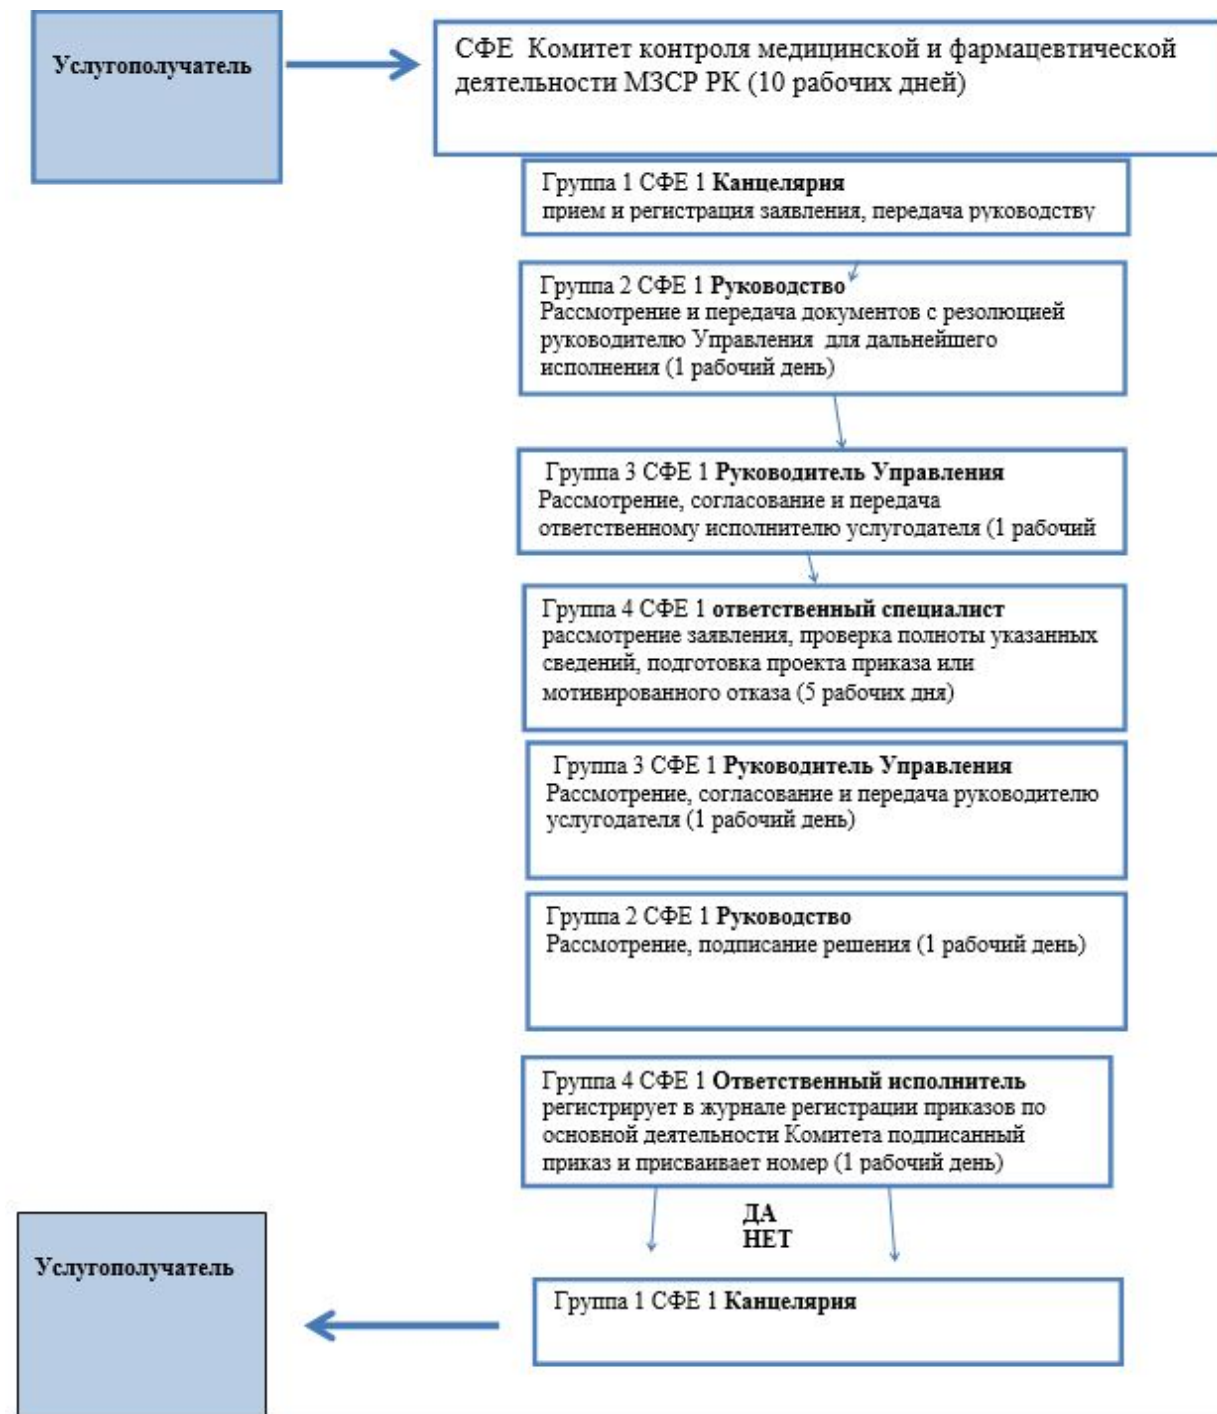 Услугополучатель
СФЕ Комитет контроля медицинской и фармацевтической
деятельности МЗСР РК (10 рабочих дней)
Группа 1 СФЕ 1 Канцелярия
прием и регистрация заявления, передача руководству
Группа 2 СФЕ 1 Руководство
Рассмотрение и передача документов с резолюцией
руководителю Управления для дальнейшего
исполнения (1 рабочий день)
Группа 3 СФЕ 1 Руководитель Управления
Рассмотрение, согласование и передача
ответственному исполнителю услугодателя (1 рабочий
Группа 4 СФЕ 1 ответственный специалист
рассмотрение заявления, проверка полноты указанных
сведений, подготовка проекта приказа или
мотивированного отказа (5 рабочих дня)
Группа 3 СФЕ 1 Руководитель Управления
Рассмотрение, согласование и передача руководителю
услугодателя (1 рабочий день)
Группа 2 СФЕ 1 Руководство
Рассмотрение, подписание решения (1 рабочий день)
Группа 4 СФЕ 1 Ответственный исполнитель
регистрирует в журнале регистрации приказов по
основной деятельности Комитета подписанный
приказ и присваивает номер (1 рабочий день)
ДА
НЕТ
Услугополучатель
Группа 1 СФЕ 1 Канцелярия